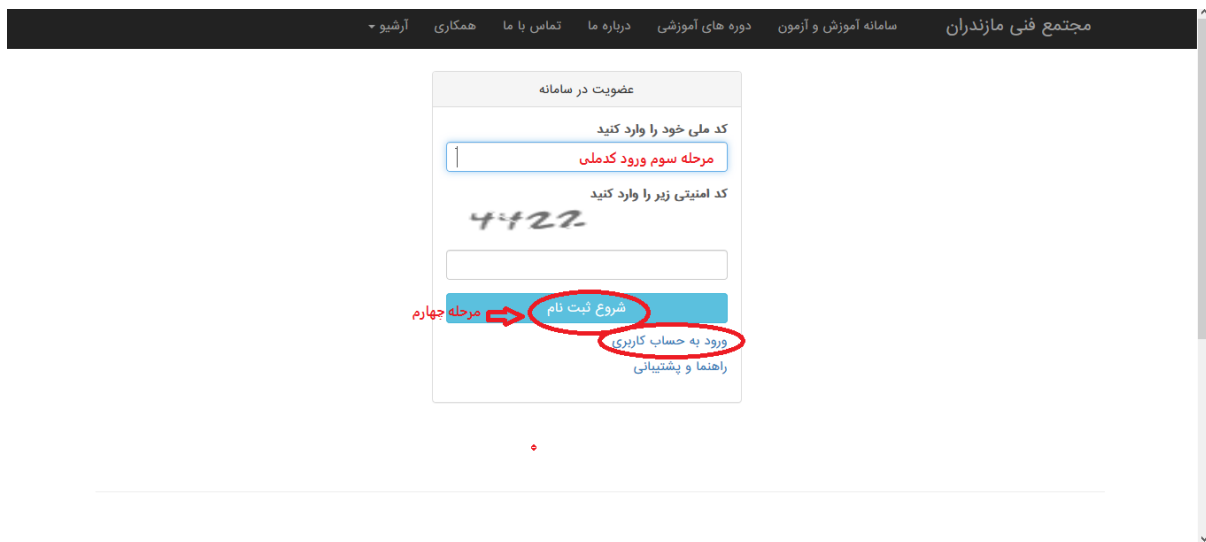 مجتمع فنی مازندران سامانه آموزش و آزمون دوره های آموزشی درباره ما تماس با ما همکاری آرشیو
عضویت در سامانه
کد ملی خود را وارد کنید
مرحله سوم ورود کدملی
کد امنیتی زیر را وارد کنید
4422
شروع ثبت نام مرحله چهارم
ورود به حساب کاربری
راهنما و پشتیبانی